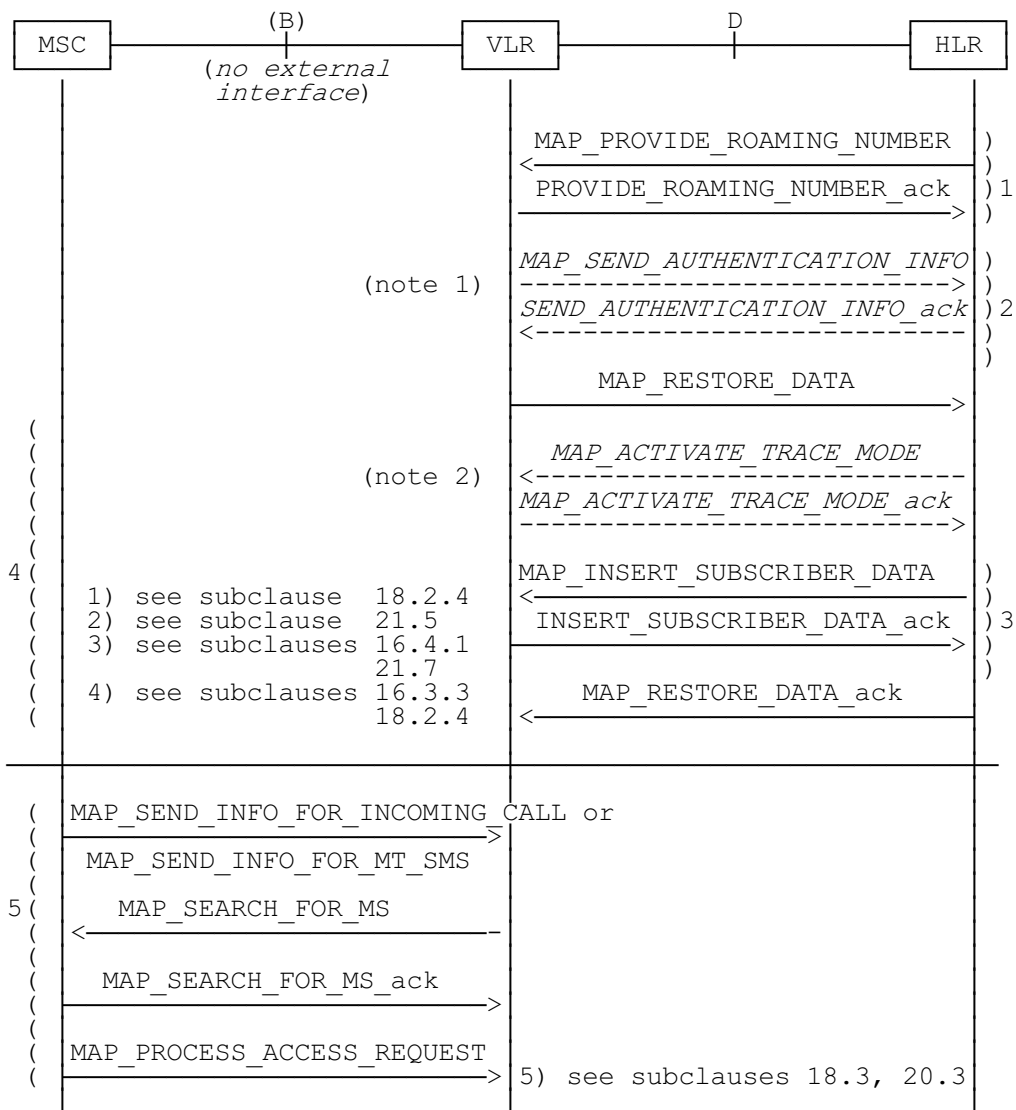 (B) D
MSC VLR HLR
(no external
interface)
MAP_PROVIDE_ROAMING_NUMBER )
)
PROVIDE_ROAMING_NUMBER_ack )1
)
MAP_SEND_AUTHENTICATION_INFO )
(note 1) )
SEND_AUTHENTICATION_INFO_ack )2
)
)
MAP_RESTORE_DATA
(
(
( MAP_ACTIVATE_TRACE_MODE
( (note 2)
( MAP_ACTIVATE_TRACE_MODE_ack
(
(
4( MAP_INSERT_SUBSCRIBER_DATA )
( 1) see subclause 18.2.4 )
( 2) see subclause 21.5 INSERT_SUBSCRIBER_DATA_ack )3
( 3) see subclauses 16.4.1 )
( 21.7 )
( 4) see subclauses 16.3.3 MAP_RESTORE_DATA_ack
( 18.2.4
( MAP_SEND_INFO_FOR_INCOMING_CALL or
(
( MAP_SEND_INFO_FOR_MT_SMS
(
5( MAP_SEARCH_FOR_MS
(
(
( MAP_SEARCH_FOR_MS_ack
(
(
( MAP_PROCESS_ACCESS_REQUEST
( 5) see subclauses 18.3, 20.3